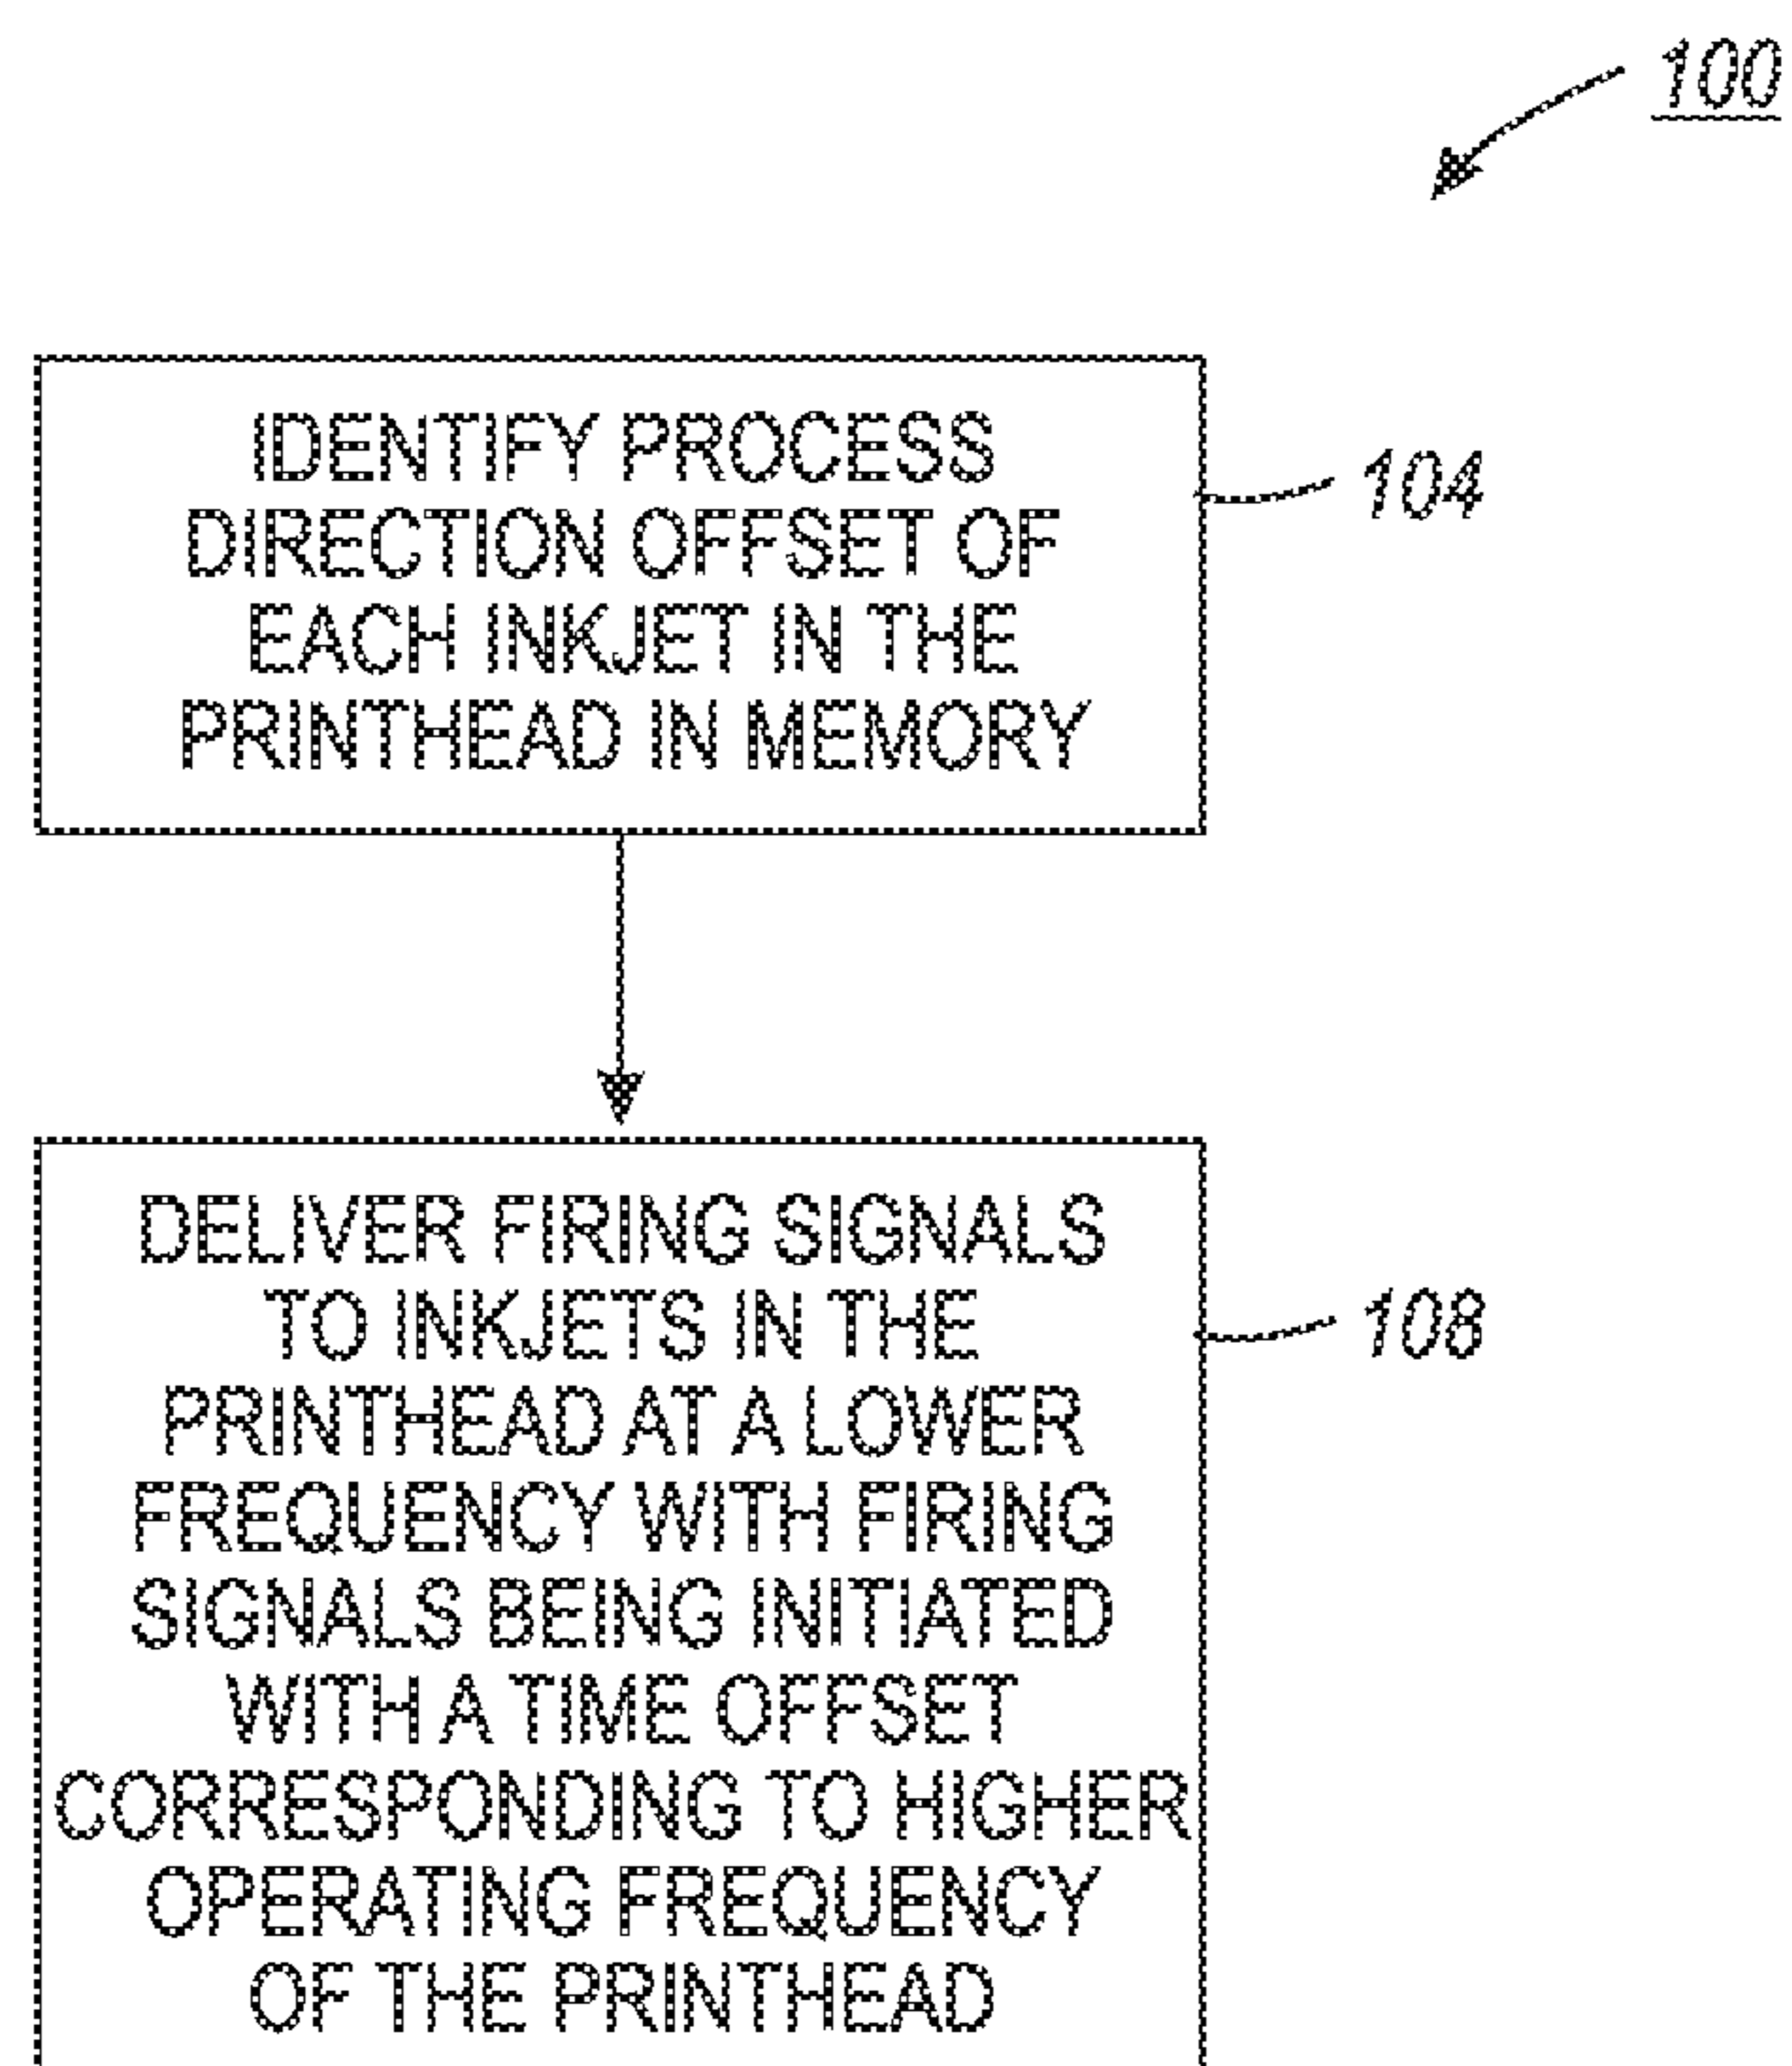 100
IDENTIFY PROCESS
DIRECTION OFFSET OF
EACH INKJET IN THE
PRINTHEAD IN MEMORY
104
DELIVER FIRING SIGNALS
TO INKJETS IN THE
PRINTHEAD AT A LOWER
FREQUENCY WITH FIRING
SIGNALS BEING INITIATED
WITH A TIME OFFSET
CORRESPONDING TO HIGHER
OPERATING FREQUENCY
OF THE PRINTHEAD
108